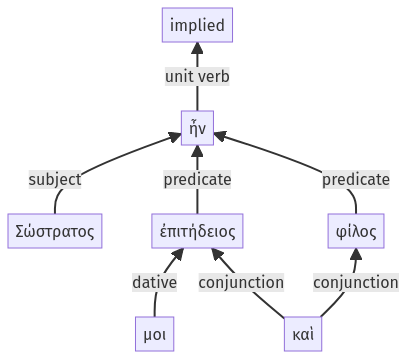 implied
unit verb
ἦν
subject predicate predicate
Σώστρατος ἐπιτήδειος φίλος
dative conjunction conjunction
μοι καὶ